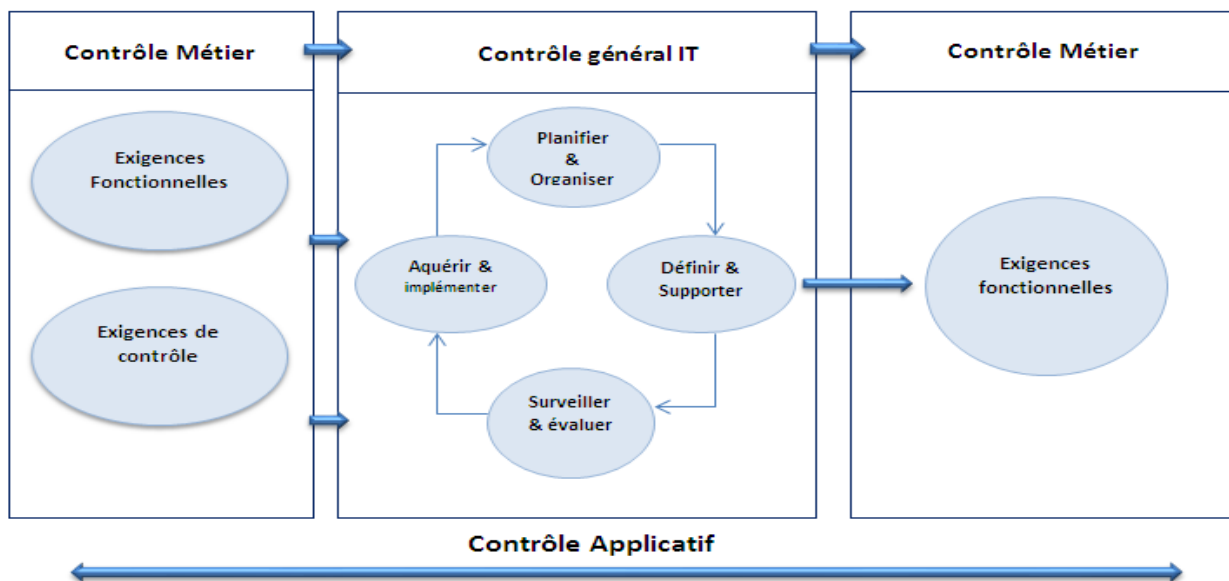 Contrôle Métier
Contrôle général IT
Contrôle Métier
Exigences
Fonctionnelles
Exigences de
contrôle
Planifier
&
Organiser
Aquérir &
implémenter
Définir &
Supporter
Surveiller
& évaluer
Exigences
fonctionnelles
Contrôle Applicatif